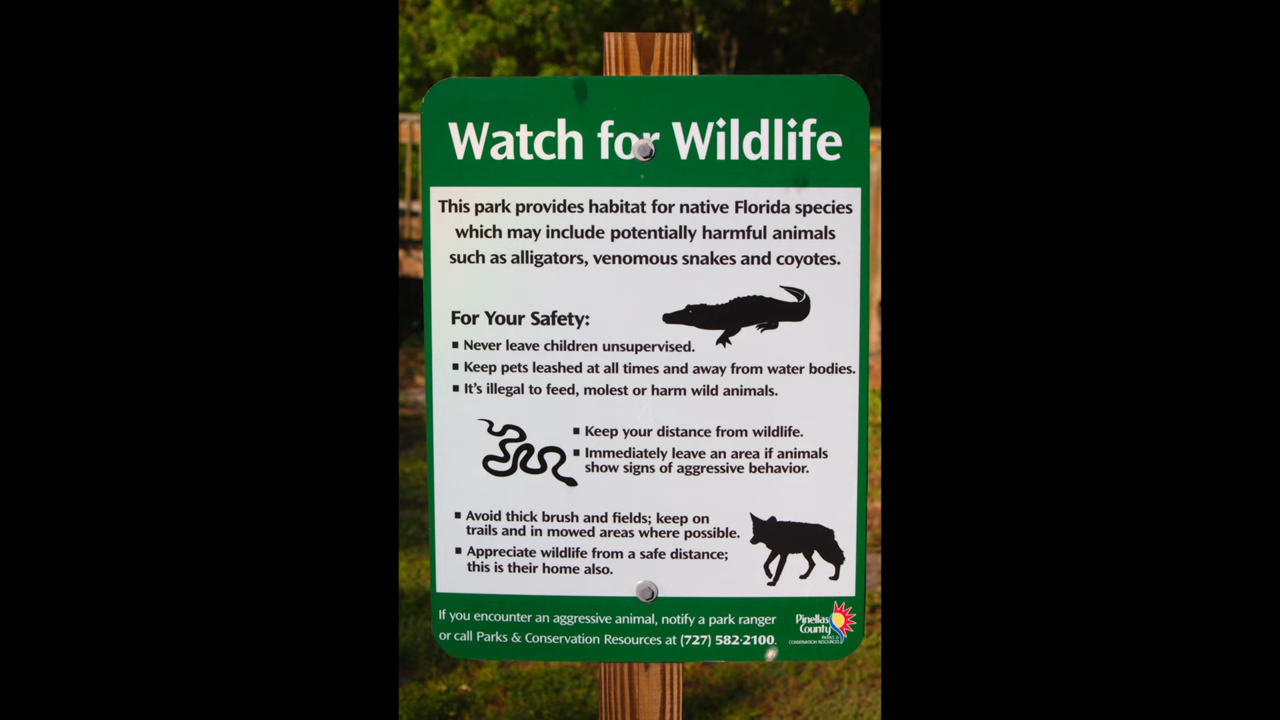 Watch for Wildlife
This park provides habitat for native Florida species
which may include potentially harmful animals
such as alligators, venomous snakes and coyotes.
For Your Safety:
▪ Never leave children unsupervised.
▪ Keep pets leashed at all times and away from water bodies.
▪ It's illegal to feed, molest or harm wild animals.
▪ Keep your distance from wildlife.
▪ Immediately leave an area if animals
show signs of aggressive behavior.
▪ Avoid thick brush and fields; keep on
trails and in mowed areas where possible.
▪ Appreciate wildlife from a safe distance;
this is their home also.
If you encounter an aggressive animal, notify a park ranger
or call Parks & Conservation Resources at (727) 582-2100.
Pinellas
County
PARKS &
CONSERVATION RESOURCES